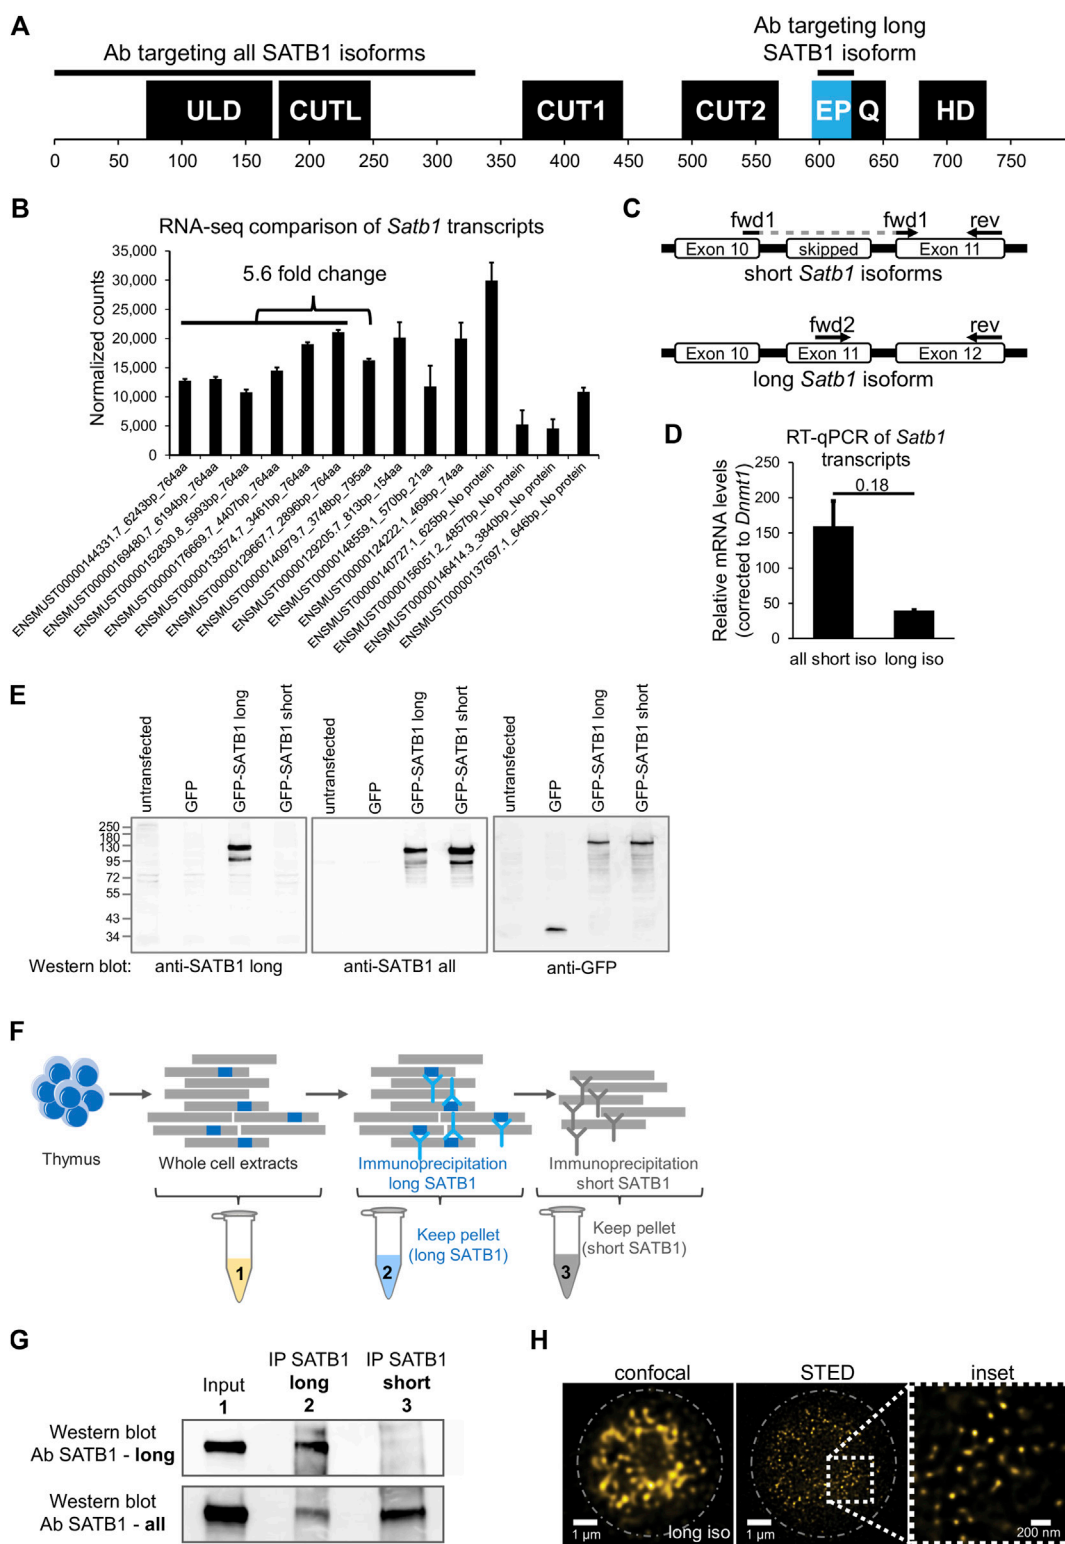 A
Ab targeting all SATB1 isoforms
Ab targeting long
SATB1 isoform
ULD
CUTL
CUT1
CUT2
EP
Q
HD
0 50 100 150 200 250 300 350 400 450 500 550 600 650 700 750
B
RNA-seq comparison of Satb1 transcripts
Normalized counts
35,000
30,000
25,000
20,000
15,000
10,000
5,000
0
5.6 fold change
ENSMUST00000144331.7_6243bp_764aa
ENSMUST00000169480.7_6194bp_764aa
ENSMUST00000152830.8_5993bp_764aa
ENSMUST00000176669.7_4407bp_764aa
ENSMUST00000133574.7_3461bp_764aa
ENSMUST00000129667.7_2896bp_764aa
ENSMUST00000140979.7_3748bp_795aa
ENSMUST00000129205.7_813bp_154aa
ENSMUST00000148559.1_570bp_21aa
ENSMUST00000124222.1_469bp_74aa
ENSMUST00000140727.1_625bp_No protein
ENSMUST00000156051.2_4857bp_No protein
ENSMUST00000146414.3_3840bp_No protein
ENSMUST00000137697.1_646bp_No protein
C
fwd1
fwd1
rev
Exon 10
skipped
Exon 11
short Satb1 isoforms
fwd2
rev
Exon 10
Exon 11
Exon 12
long Satb1 isoform
D
RT-qPCR of Satb1
transcripts
Relative mRNA levels
(corrected to Dnmt1)
250
200
150
100
50
0
0.18
all short iso
long iso
E
untransfected
GFP
GFP-SATB1 long
GFP-SATB1 short
untransfected
GFP
GFP-SATB1 long
GFP-SATB1 short
untransfected
GFP
GFP-SATB1 long
GFP-SATB1 short
250
180
130
95
72
55
43
34
Western blot:
anti-SATB1 long
anti-SATB1 all
anti-GFP
F
Thymus
Whole cell extracts
Immunoprecipitation
long SATB1
Immunoprecipitation
short SATB1
Keep pellet
(long SATB1)
Keep pellet
(short SATB1)
1
2
3
G
Input
1
IP SATB1
long
2
IP SATB1
short
3
Western blot
Ab SATB1 - long
Western blot
Ab SATB1 - all
H
confocal
STED
inset
1 µm
long iso
1 µm
200 nm